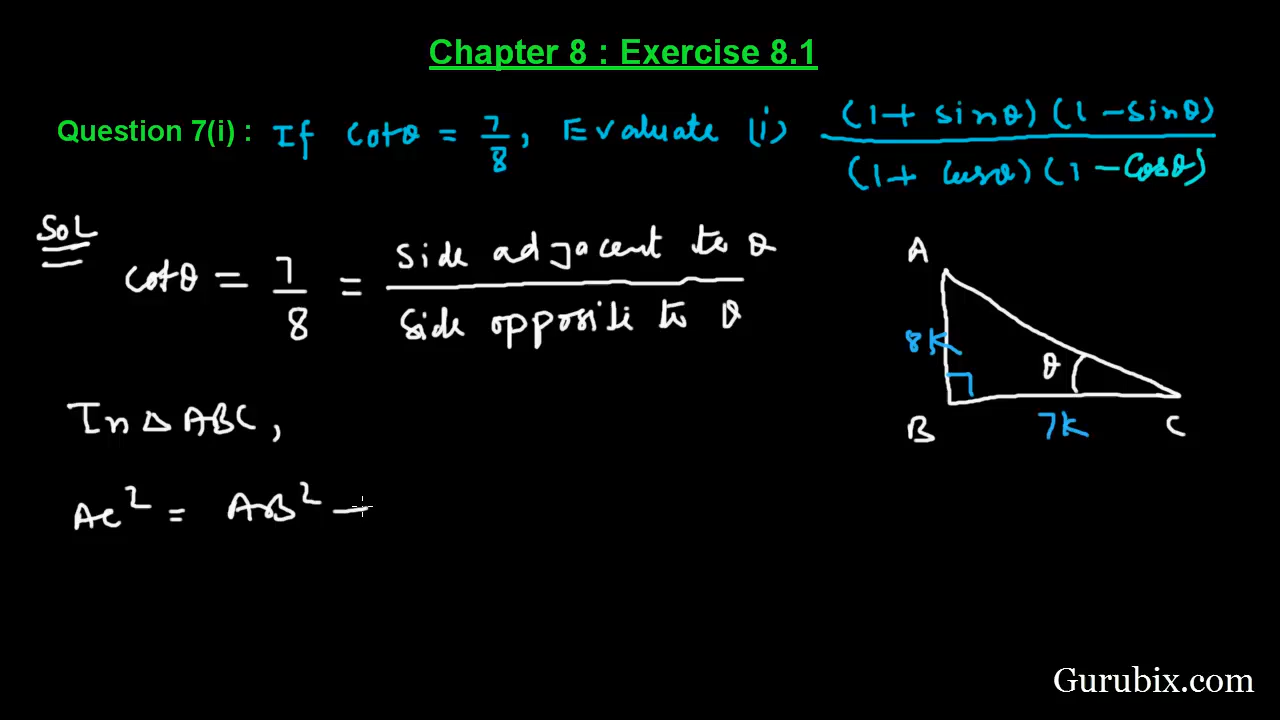 Chapter 8 : Exercise 8.1
Question 7(i) : If cotθ = 7/8, Evaluate (i) (1+ sinθ)(1-sinθ) / (1+ cosθ)(1-Cosθ)
SOL
cotθ = 7/8 = Side adjacent to θ / Side opposite to θ
A
8K
θ
B
7K
C
In △ ABC,
AC² = AB² –
Gurubix.com